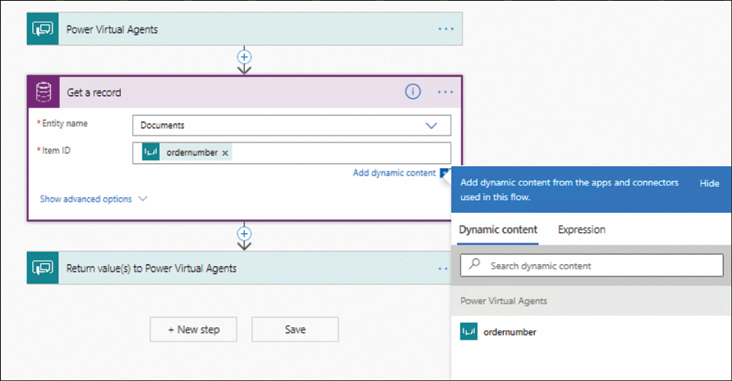 Power Virtual Agents
Get a record
* Entity name
Documents
* Item ID
ordernumber
Add dynamic content
Show advanced options
Return value(s) to Power Virtual Agents
+ New step
Save
Add dynamic content from the apps and connectors
used in this flow.
Hide
Dynamic content
Expression
Search dynamic content
Power Virtual Agents
ordernumber